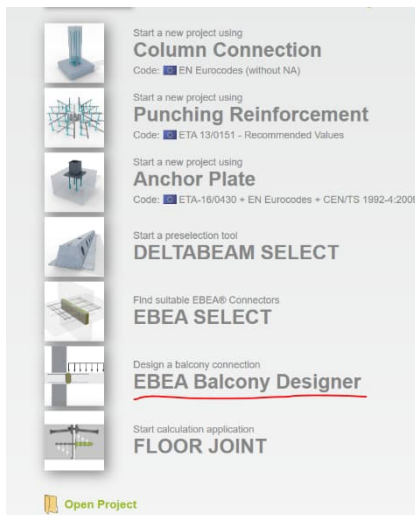 Start a new project using
Column Connection
Code: EN Eurocodes (without NA)
Start a new project using
Punching Reinforcement
Code: ETA 13/0151 - Recommended Values
Start a new project using
Anchor Plate
Code: ETA-16/0430 + EN Eurocodes + CEN/TS 1992-4:2009
Start a preselection tool
DELTABEAM SELECT
Find suitable EBEA® Connectors
EBEA SELECT
Design a balcony connection
EBEA Balcony Designer
Start calculation application
FLOOR JOINT
Open Project